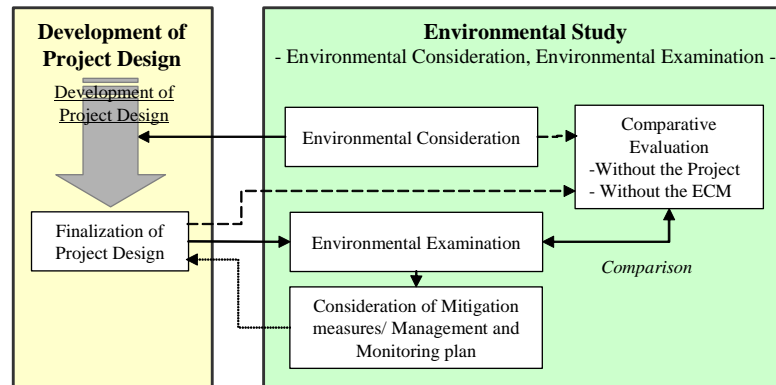 Development of
Project Design
Development of
Project Design
Finalization of
Project Design
Environmental Study
- Environmental Consideration, Environmental Examination -
Environmental Consideration
Comparative
Evaluation
-Without the Project
- Without the ECM
Environmental Examination
Comparison
Consideration of Mitigation
measures/ Management and
Monitoring plan